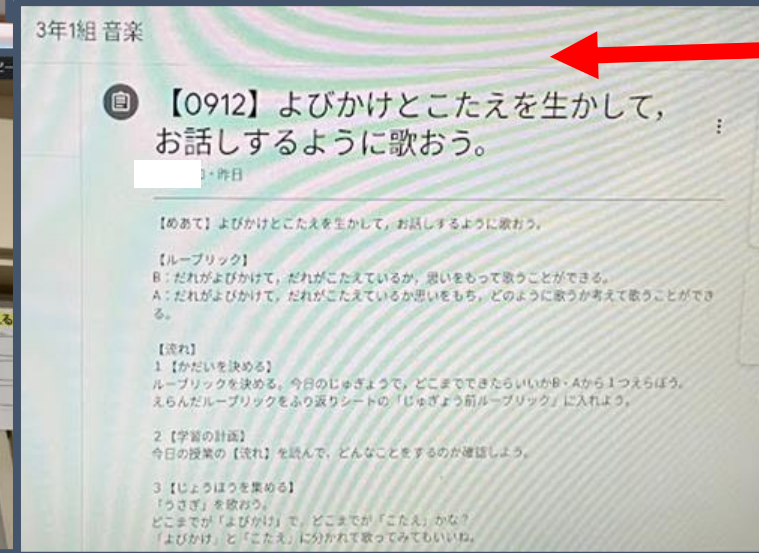 3年1組 音楽
【0912】よびかけとこたえを生かして，
お話しするように歌おう。
・昨日
【めあて】よびかけとこたえを生かして，お話しするように歌おう。
【ルーブリック】
B：だれがよびかけて，だれがこたえているか，思いをもって歌うことができる。
A：だれがよびかけて，だれがこたえているか思いをもち，どのように歌うか考えて歌うことができ
る。
【流れ】
1【かだいを決める】
ルーブリックを決める。今日のじゅぎょうで，どこまでできたらいいかB・Aから1つえらぼう。
えらんだルーブリックをふり返りシートの「じゅぎょう前ルーブリック」に入れよう。
2【学習の計画】
今日の授業の【流れ】を読んで，どんなことをするのか確認しよう。
3【じょうほうを集める】
「うさぎ」を歌おう。
どこまでが「よびかけ」で，どこまでが「こたえ」かな？
「よびかけ」と「こたえ」に分かれて歌ってみてもいいね。